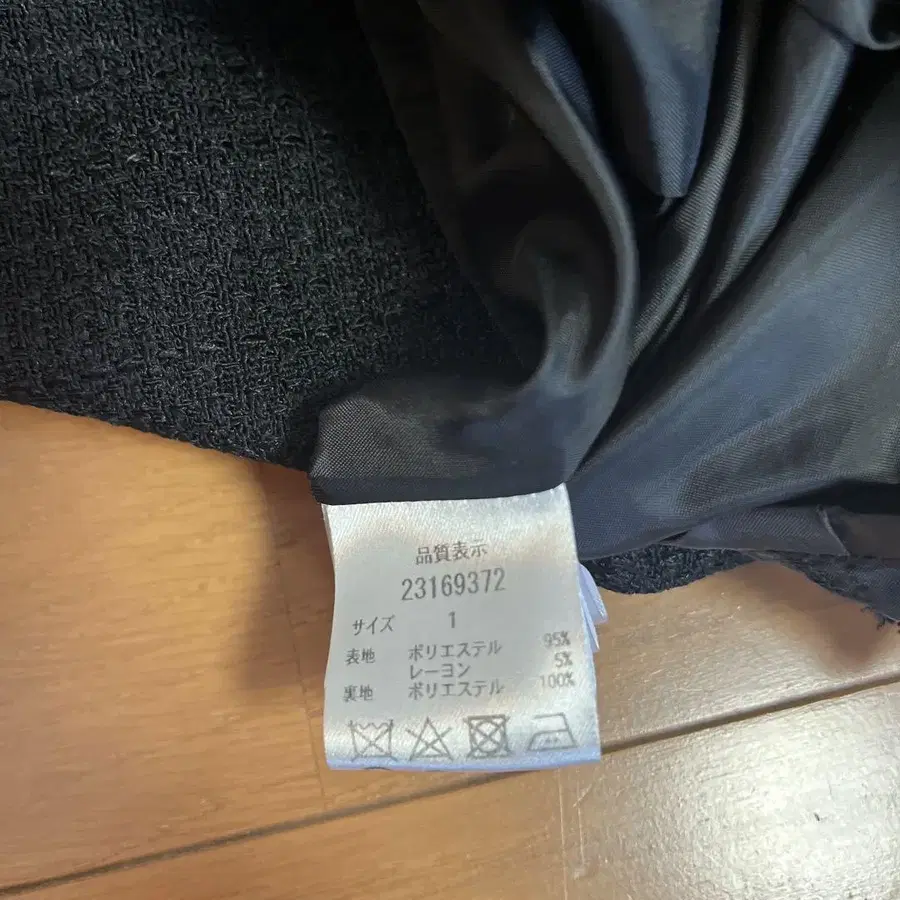 品質表示
23169372
サイズ 1
表地 ポリエステル 95%
レーヨン 5%
裏地 ポリエステル 100%